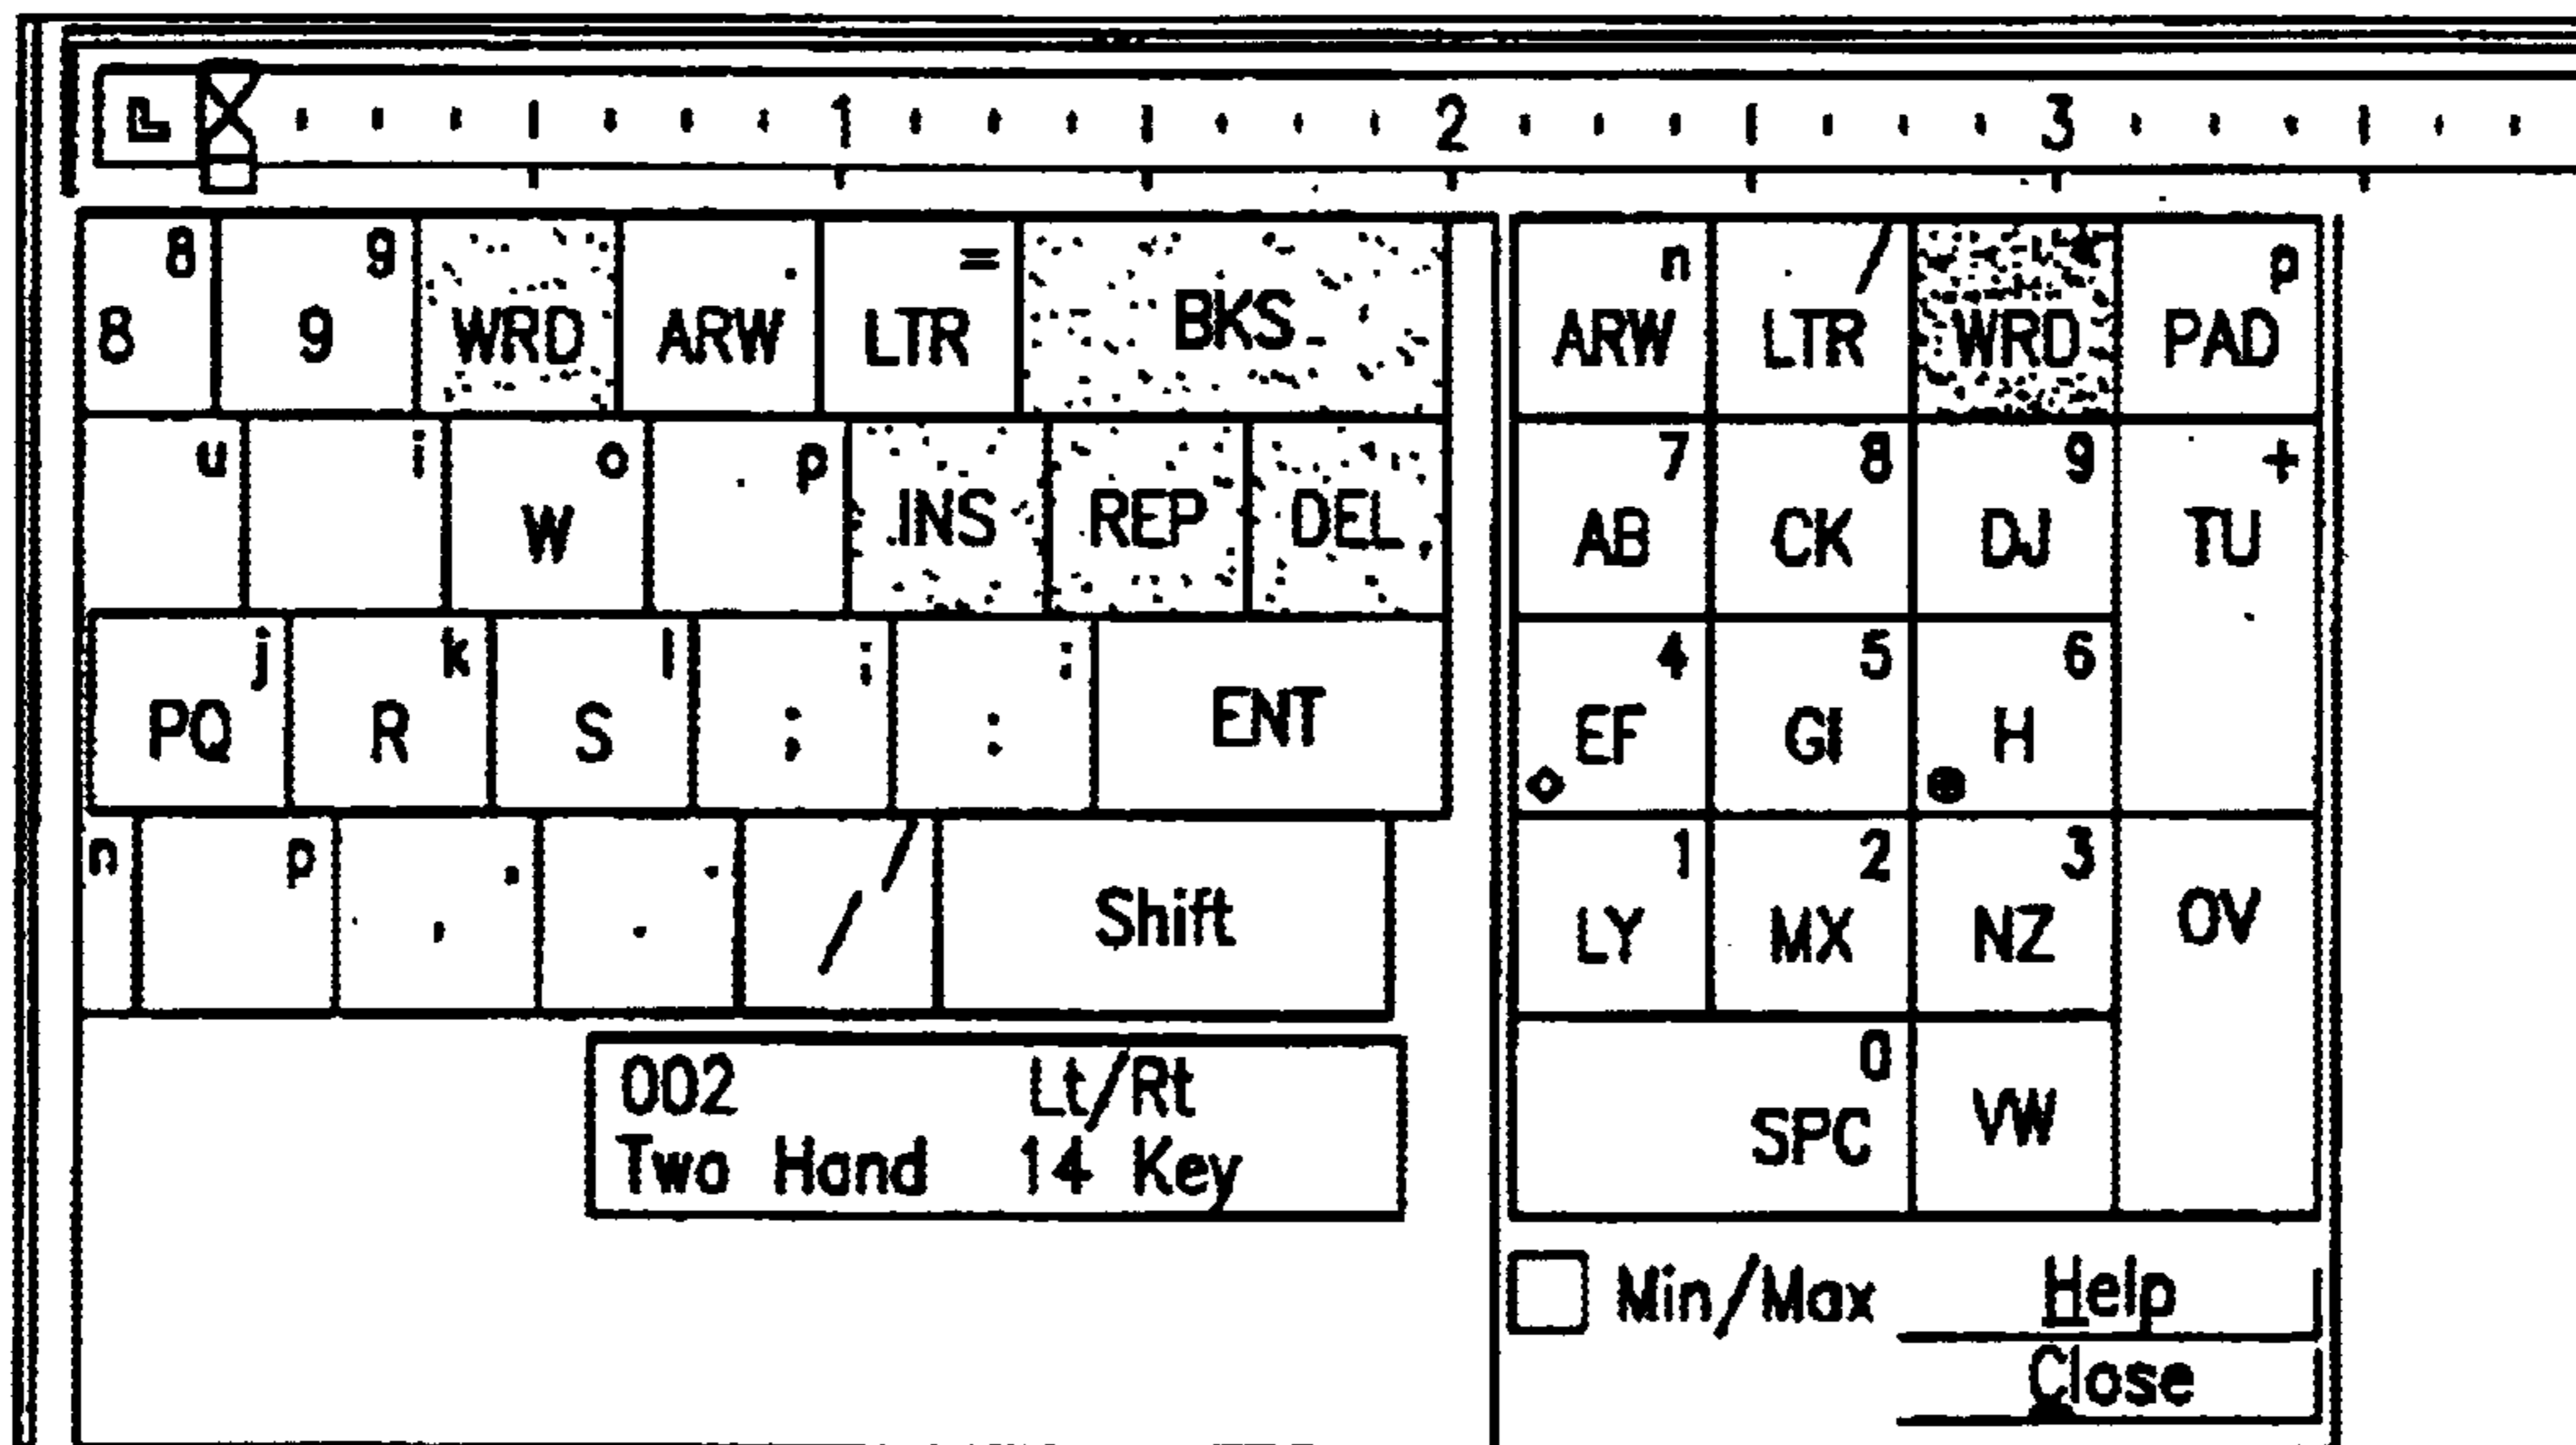 1 2 3
8 9 . =
8 9 WRD ARW LTR BKS
u i o p
W INS REP DEL
j k l ; :
PQ R S ; : ENT
n p , .
, . / Shift
002 Lt/Rt
Two Hand 14 Key
n / p
ARW LTR WRD PAD
7 8 9 +
AB CK DJ TU
4 5 6
EF GI H
1 2 3
LY MX NZ OV
0
SPC VW
Min/Max Help
Close